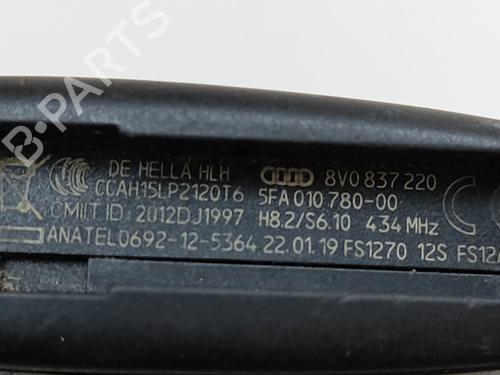 B-PARTS
DE HELLA HLH 8V0 837 220
CCAH15LP2120T6 5FA 010 780-00
CMIIT ID: 2012DJ1997 H8.2/S6.10 434 MHz
ANATEL0692-12-5364 22.01.19 FS1270 12S FS12A